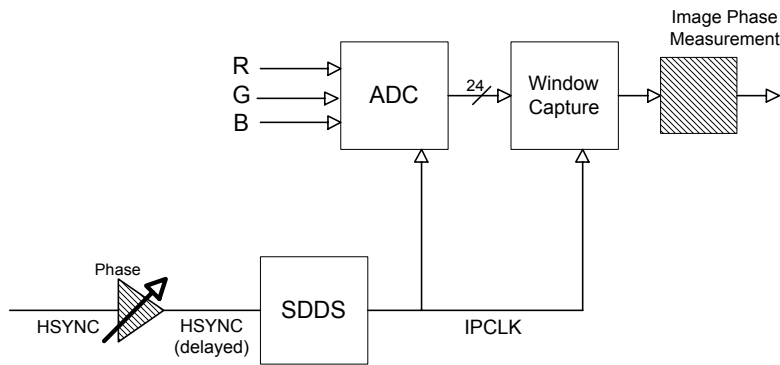 Image Phase
Measurement
R
G
B
ADC
24
Window
Capture
Phase
HSYNC
HSYNC
(delayed)
SDDS
IPCLK